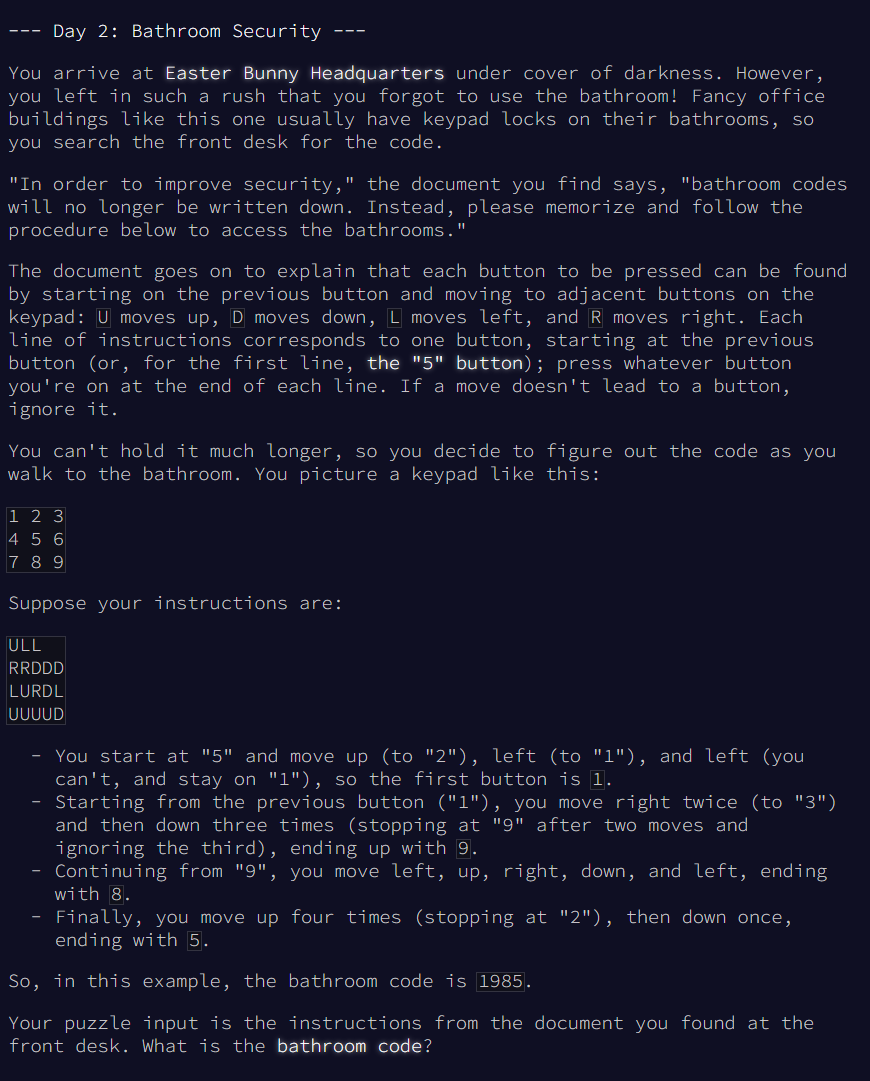 --- Day 2: Bathroom Security ---
You arrive at Easter Bunny Headquarters under cover of darkness. However,
you left in such a rush that you forgot to use the bathroom! Fancy office
buildings like this one usually have keypad locks on their bathrooms, so
you search the front desk for the code.
"In order to improve security," the document you find says, "bathroom codes
will no longer be written down. Instead, please memorize and follow the
procedure below to access the bathrooms."
The document goes on to explain that each button to be pressed can be found
by starting on the previous button and moving to adjacent buttons on the
keypad: U moves up, D moves down, L moves left, and R moves right. Each
line of instructions corresponds to one button, starting at the previous
button (or, for the first line, the "5" button); press whatever button
you're on at the end of each line. If a move doesn't lead to a button,
ignore it.
You can't hold it much longer, so you decide to figure out the code as you
walk to the bathroom. You picture a keypad like this:
1 2 3
4 5 6
7 8 9
Suppose your instructions are:
ULL
RRDDD
LURDL
UUUUD
- You start at "5" and move up (to "2"), left (to "1"), and left (you
can't, and stay on "1"), so the first button is 1.
- Starting from the previous button ("1"), you move right twice (to "3")
and then down three times (stopping at "9" after two moves and
ignoring the third), ending up with 9.
- Continuing from "9", you move left, up, right, down, and left, ending
with 8.
- Finally, you move up four times (stopping at "2"), then down once,
ending with 5.
So, in this example, the bathroom code is 1985.
Your puzzle input is the instructions from the document you found at the
front desk. What is the bathroom code?